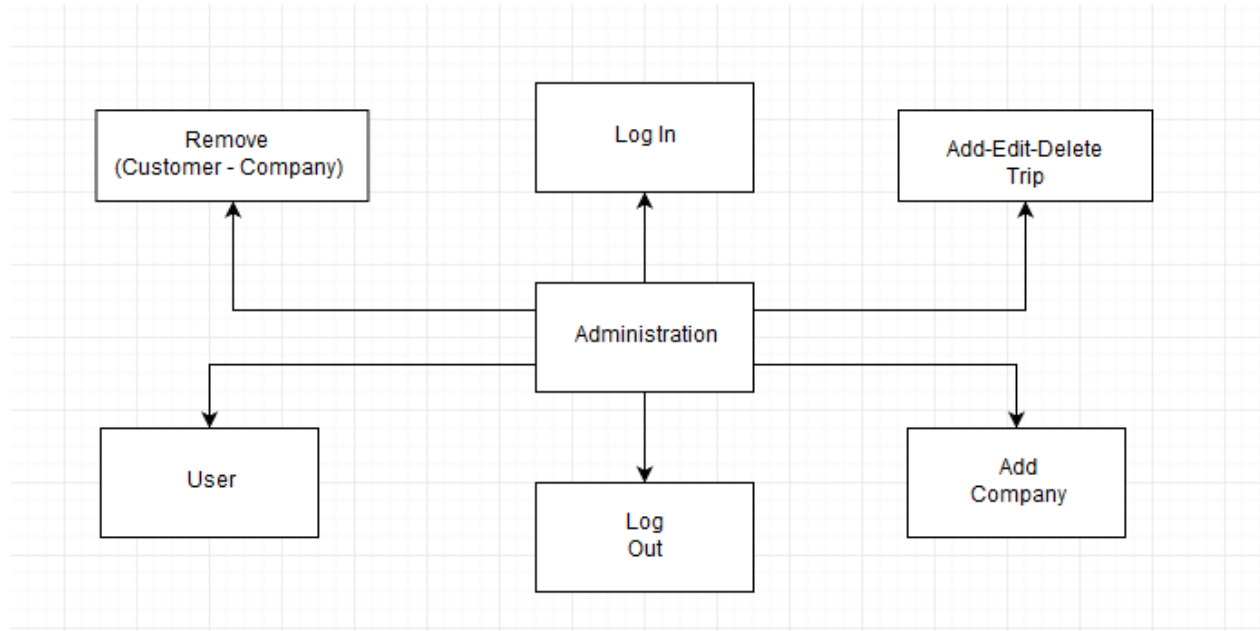 Remove
(Customer - Company)
Log In
Add-Edit-Delete
Trip
Administration
User
Log
Out
Add
Company